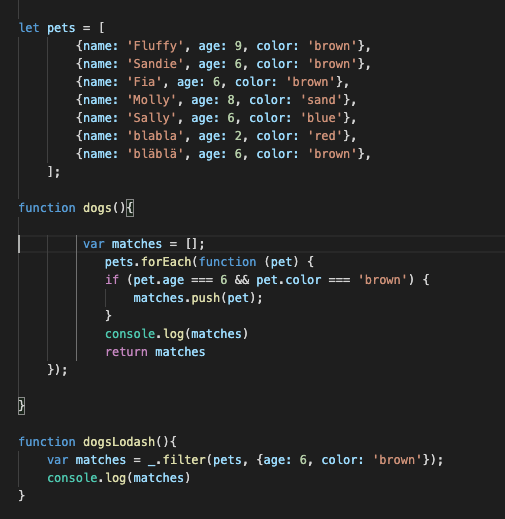 let pets = [
{name: 'Fluffy', age: 9, color: 'brown'},
{name: 'Sandie', age: 6, color: 'brown'},
{name: 'Fia', age: 6, color: 'brown'},
{name: 'Molly', age: 8, color: 'sand'},
{name: 'Sally', age: 6, color: 'blue'},
{name: 'blabla', age: 2, color: 'red'},
{name: 'bläblä', age: 6, color: 'brown'},
];
function dogs(){
var matches = [];
pets.forEach(function (pet) {
if (pet.age === 6 && pet.color === 'brown') {
matches.push(pet);
}
console.log(matches)
return matches
});
}
function dogsLodash(){
var matches = _.filter(pets, {age: 6, color: 'brown'});
console.log(matches)
}